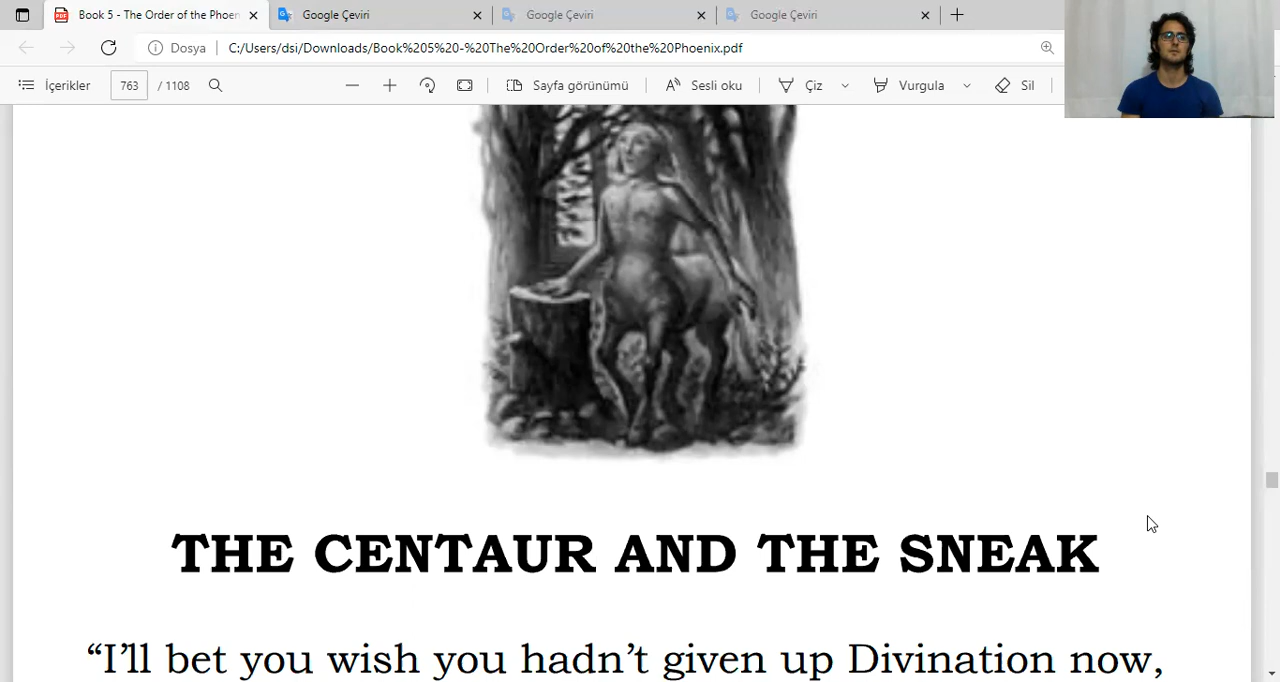 Book 5 - The Order of the Phoen
Google Çeviri
Google Çeviri
Google Çeviri
Dosya
C:/Users/dsi/Downloads/Book%205%20-%20The%20Order%20of%20the%20Phoenix.pdf
İçerikler
763 / 1108
Sayfa görünümü
Sesli oku
Çiz
Vurgula
Sil
THE CENTAUR AND THE SNEAK
“I’ll bet you wish you hadn’t given up Divination now,